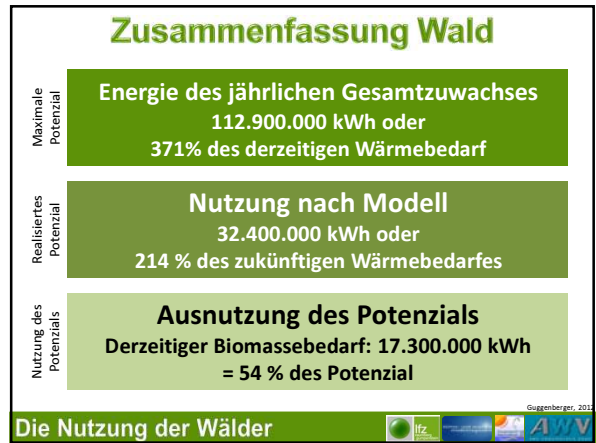 Zusammenfassung Wald
Maximale
Potenzial
Energie des jährlichen Gesamtzuwachses
112.900.000 kWh oder
371% des derzeitigen Wärmebedarf
Realisiertes
Potenzial
Nutzung nach Modell
32.400.000 kWh oder
214 % des zukünftigen Wärmebedarfes
Nutzung des
Potenzials
Ausnutzung des Potenzials
Derzeitiger Biomassebedarf: 17.300.000 kWh
= 54 % des Potenzial
Guggenberger, 2012
Die Nutzung der Wälder
lfz
AWV